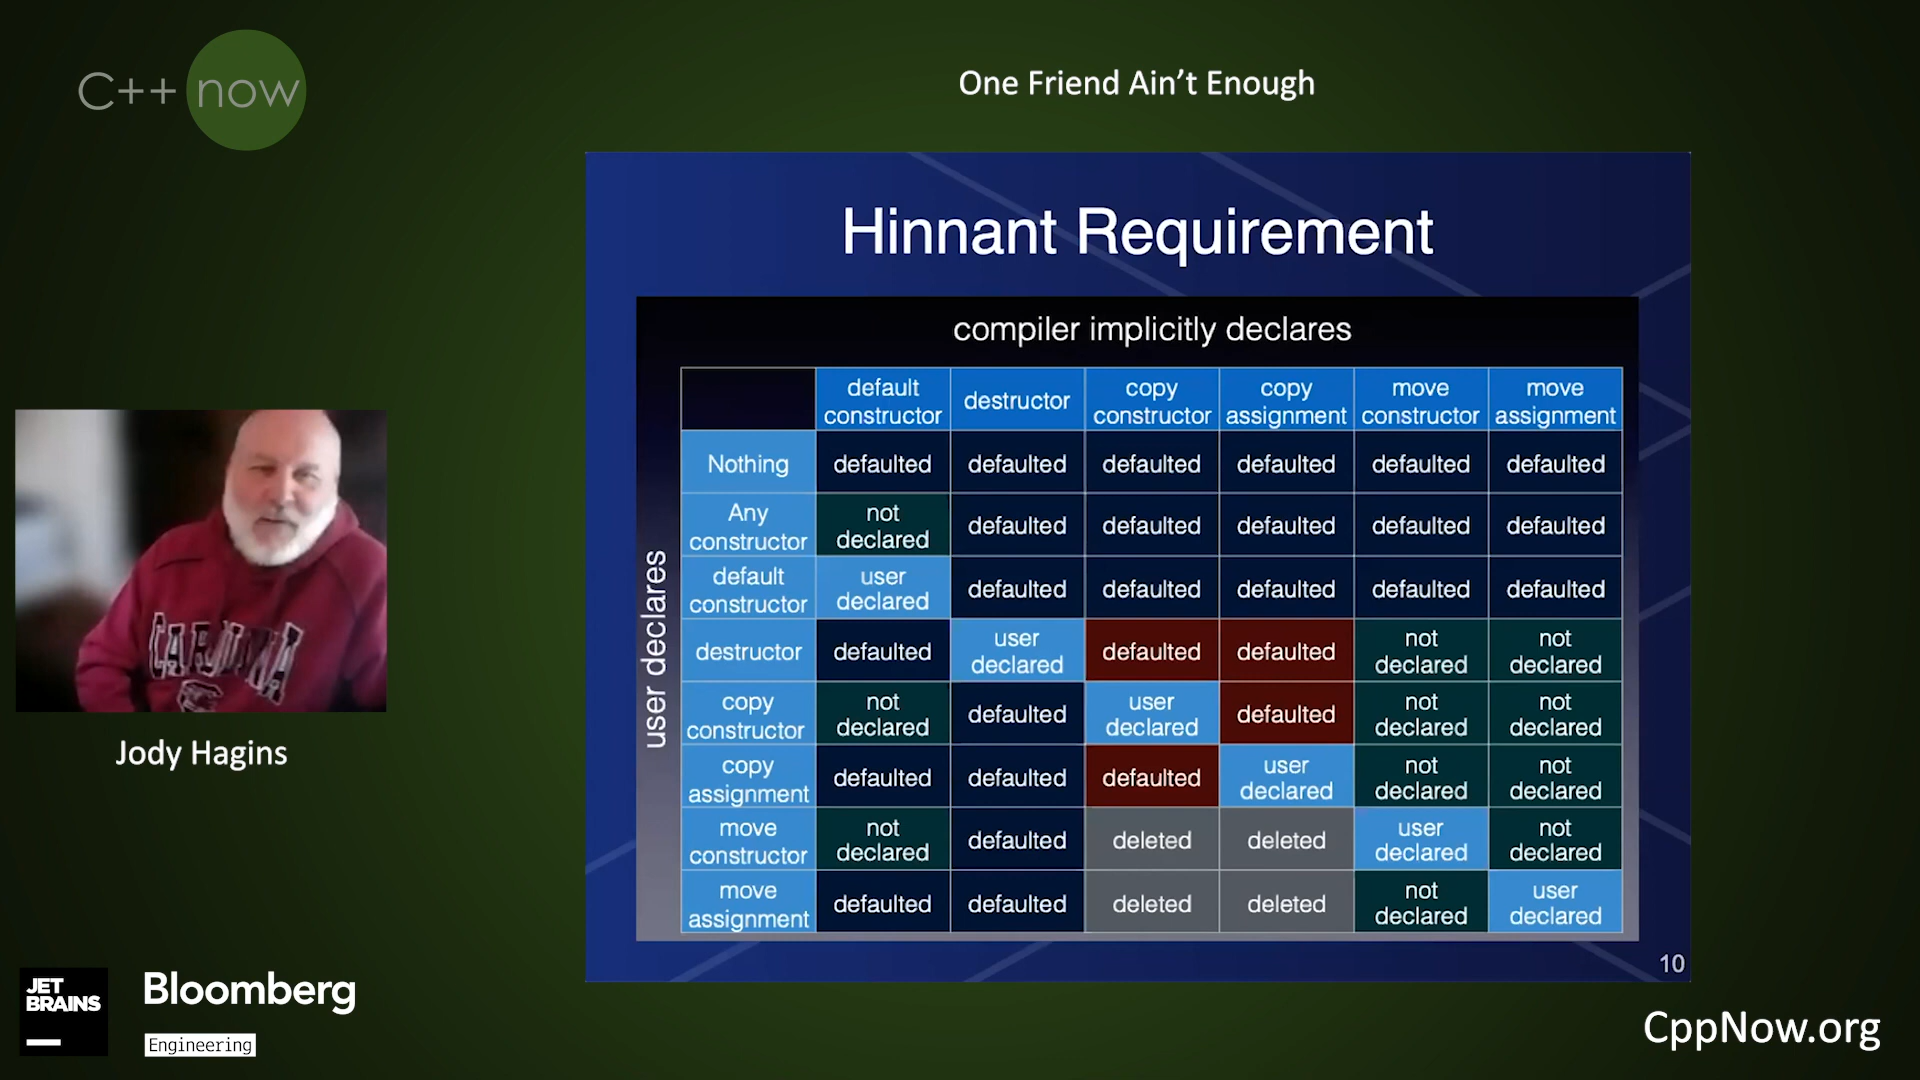 C++ now
One Friend Ain't Enough
Hinnant Requirement
compiler implicitly declares
user declares
default constructor destructor copy constructor copy assignment move constructor move assignment
Nothing defaulted defaulted defaulted defaulted defaulted defaulted
Any constructor not declared defaulted defaulted defaulted defaulted defaulted
default constructor user declared defaulted defaulted defaulted defaulted defaulted
destructor defaulted user declared defaulted defaulted not declared not declared
copy constructor not declared defaulted user declared defaulted not declared not declared
copy assignment defaulted defaulted defaulted user declared not declared not declared
move constructor not declared defaulted deleted deleted user declared not declared
move assignment defaulted defaulted deleted deleted not declared user declared
10
CAROLINA
Jody Hagins
JET
BRAINS
Bloomberg
Engineering
CppNow.org